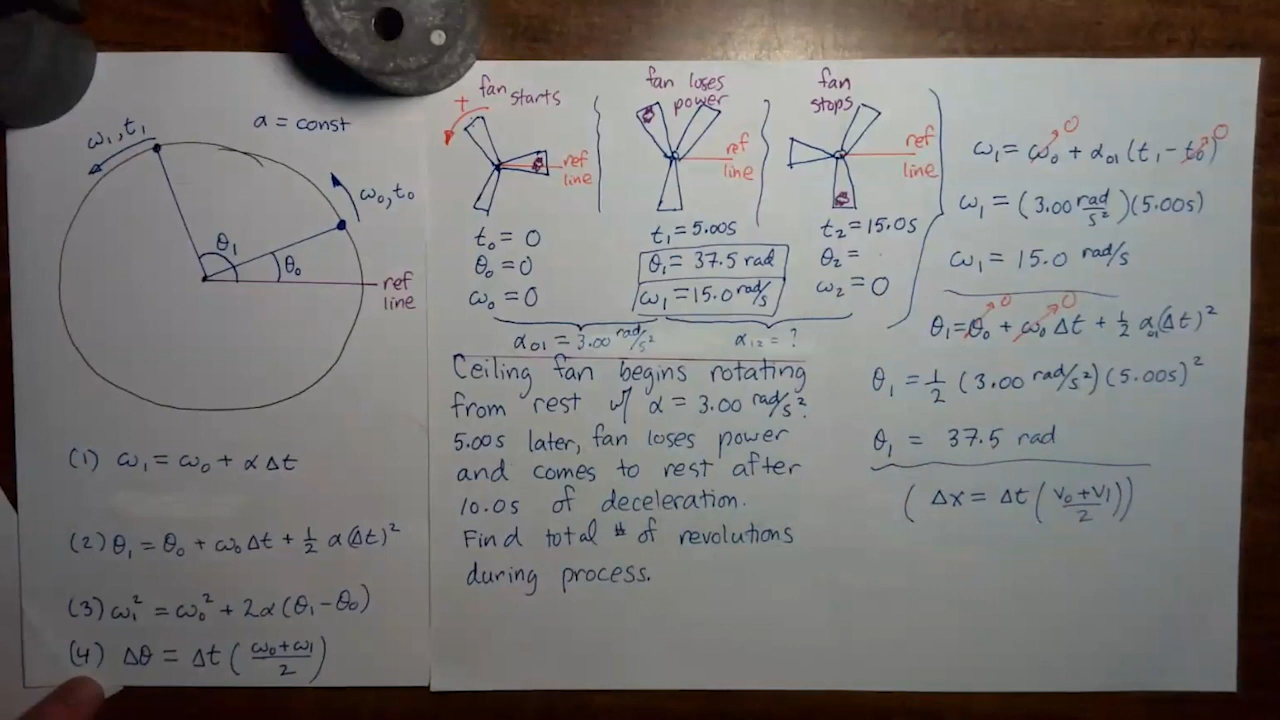 a = const
ω₁, t₁
ω₀, t₀
θ₁
θ₀
ref line
(1) ω₁ = ω₀ + α Δt
(2) θ₁ = θ₀ + ω₀ Δt + ½ α(Δt)²
(3) ω₁² = ω₀² + 2α(θ₁ - θ₀)
(4) Δθ = Δt ( (ω₀ + ω₁)/2 )
+
fan starts
ref line
t₀ = 0
θ₀ = 0
ω₀ = 0
fan loses power
ref line
t₁ = 5.00s
θ₁ = 37.5 rad
ω₁ = 15.0 rad/s
fan stops
ref line
t₂ = 15.0s
θ₂ =
ω₂ = 0
α₀₁ = 3.00 rad/s²
α₁₂ = ?
Ceiling fan begins rotating
from rest w/ α = 3.00 rad/s².
5.00s later, fan loses power
and comes to rest after
10.0s of deceleration.
Find total # of revolutions
during process.
ω₁ = ω₀ 0 + α₀₁ (t₁ - t₀ 0)
ω₁ = (3.00 rad/s²)(5.00s)
ω₁ = 15.0 rad/s
θ₁ = θ₀ 0 + ω₀ 0 Δt + ½ α₀₁(Δt)²
θ₁ = ½ (3.00 rad/s²)(5.00s)²
θ₁ = 37.5 rad
( Δx = Δt ( (v₀ + v₁)/2 ))